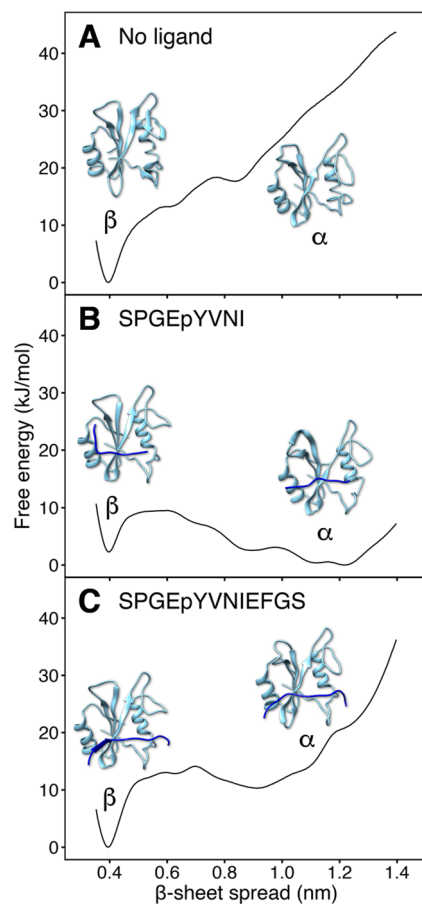 A No ligand
40
30
20
10
0
β
α
B SPGEpYVNI
40
30
20
10
0
β
α
C SPGEpYVNIEFGS
40
30
20
10
0
β
α
Free energy (kJ/mol)
0.4 0.6 0.8 1.0 1.2 1.4
β-sheet spread (nm)